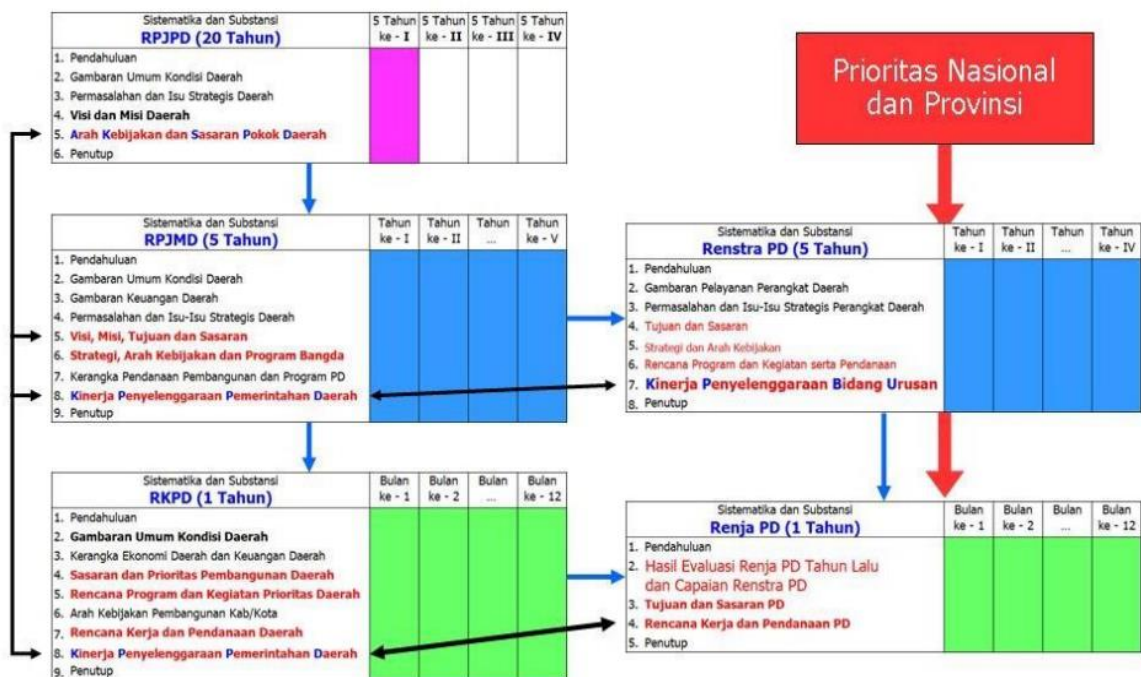 Sistematika dan Substansi
RPJPD (20 Tahun)
5 Tahun ke - I
5 Tahun ke - II
5 Tahun ke - III
5 Tahun ke - IV
1. Pendahuluan
2. Gambaran Umum Kondisi Daerah
3. Permasalahan dan Isu Strategis Daerah
4. Visi dan Misi Daerah
5. Arah Kebijakan dan Sasaran Pokok Daerah
6. Penutup
Prioritas Nasional
dan Provinsi
Sistematika dan Substansi
RPJMD (5 Tahun)
Tahun ke - I
Tahun ke - II
Tahun ...
Tahun ke - V
1. Pendahuluan
2. Gambaran Umum Kondisi Daerah
3. Gambaran Keuangan Daerah
4. Permasalahan dan Isu-Isu Strategis Daerah
5. Visi, Misi, Tujuan dan Sasaran
6. Strategi, Arah Kebijakan dan Program Bangda
7. Kerangka Pendanaan Pembangunan dan Program PD
8. Kinerja Penyelenggaraan Pemerintahan Daerah
9. Penutup
Sistematika dan Substansi
Renstra PD (5 Tahun)
Tahun ke - I
Tahun ke - II
Tahun ...
Tahun ke - IV
1. Pendahuluan
2. Gambaran Pelayanan Perangkat Daerah
3. Permasalahan dan Isu-Isu Strategis Perangkat Daerah
4. Tujuan dan Sasaran
5. Strategi dan Arah Kebijakan
6. Rencana Program dan Kegiatan serta Pendanaan
7. Kinerja Penyelenggaraan Bidang Urusan
8. Penutup
Sistematika dan Substansi
RKPD (1 Tahun)
Bulan ke - 1
Bulan ke - 2
Bulan ...
Bulan ke - 12
1. Pendahuluan
2. Gambaran Umum Kondisi Daerah
3. Kerangka Ekonomi Daerah dan Keuangan Daerah
4. Sasaran dan Prioritas Pembangunan Daerah
5. Rencana Program dan Kegiatan Prioritas Daerah
6. Arah Kebijakan Pembangunan Kab/Kota
7. Rencana Kerja dan Pendanaan Daerah
8. Kinerja Penyelenggaraan Pemerintahan Daerah
9. Penutup
Sistematika dan Substansi
Renja PD (1 Tahun)
Bulan ke - 1
Bulan ke - 2
Bulan ...
Bulan ke - 12
1. Pendahuluan
2. Hasil Evaluasi Renja PD Tahun Lalu
dan Capaian Renstra PD
3. Tujuan dan Sasaran PD
4. Rencana Kerja dan Pendanaan PD
5. Penutup